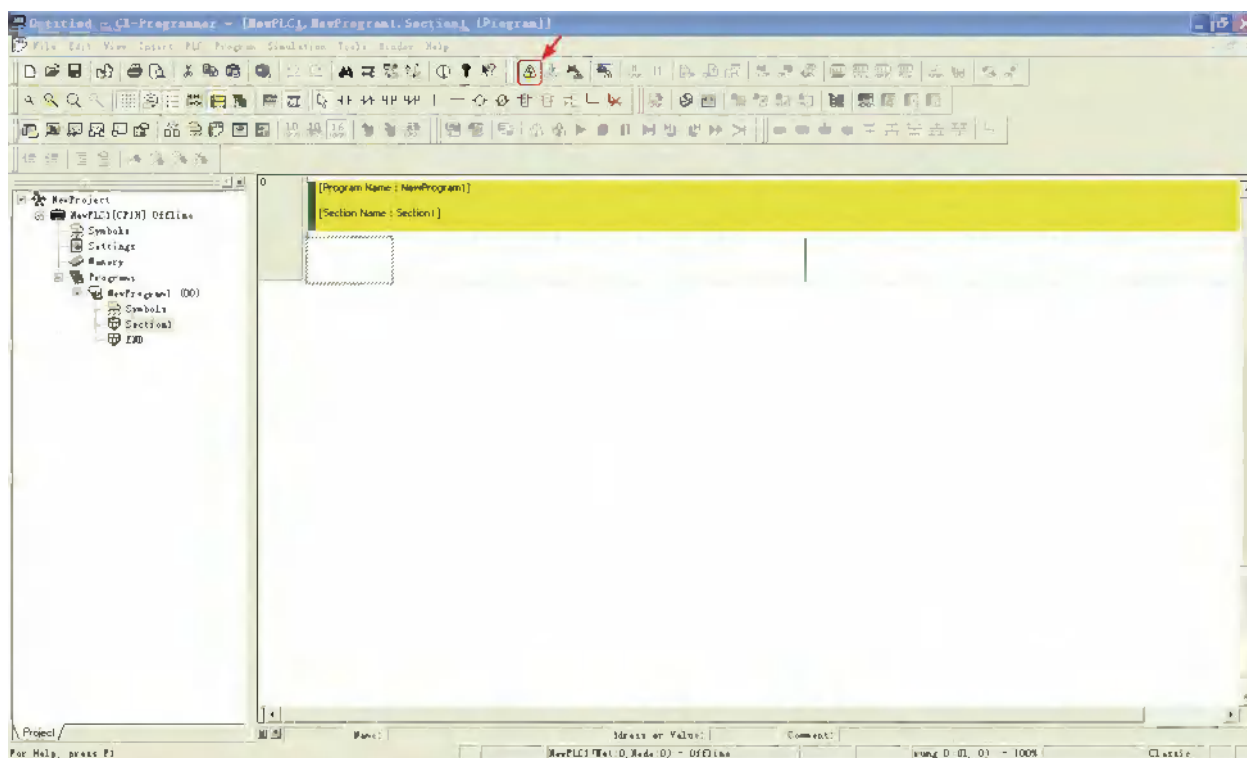 Untitled - CX-Programmer - [NewPLC1.NewProgram1.Section1 [Program]]
File Edit View Insert PLC Program Simulation Tools Window Help
0
[Program Name : NewProgram1]
[Section Name : Section1]
NewProject
NewPLC1[CP1H] Offline
Symbols
Settings
Memory
Programs
NewProgram1 (00)
Symbols
Section1
END
Project
Name:
Address or Value:
Comment:
For Help, press F1
NewPLC1(Net:0,Node:0) - Offline
rung 0 (0, 0) - 100%
Classic